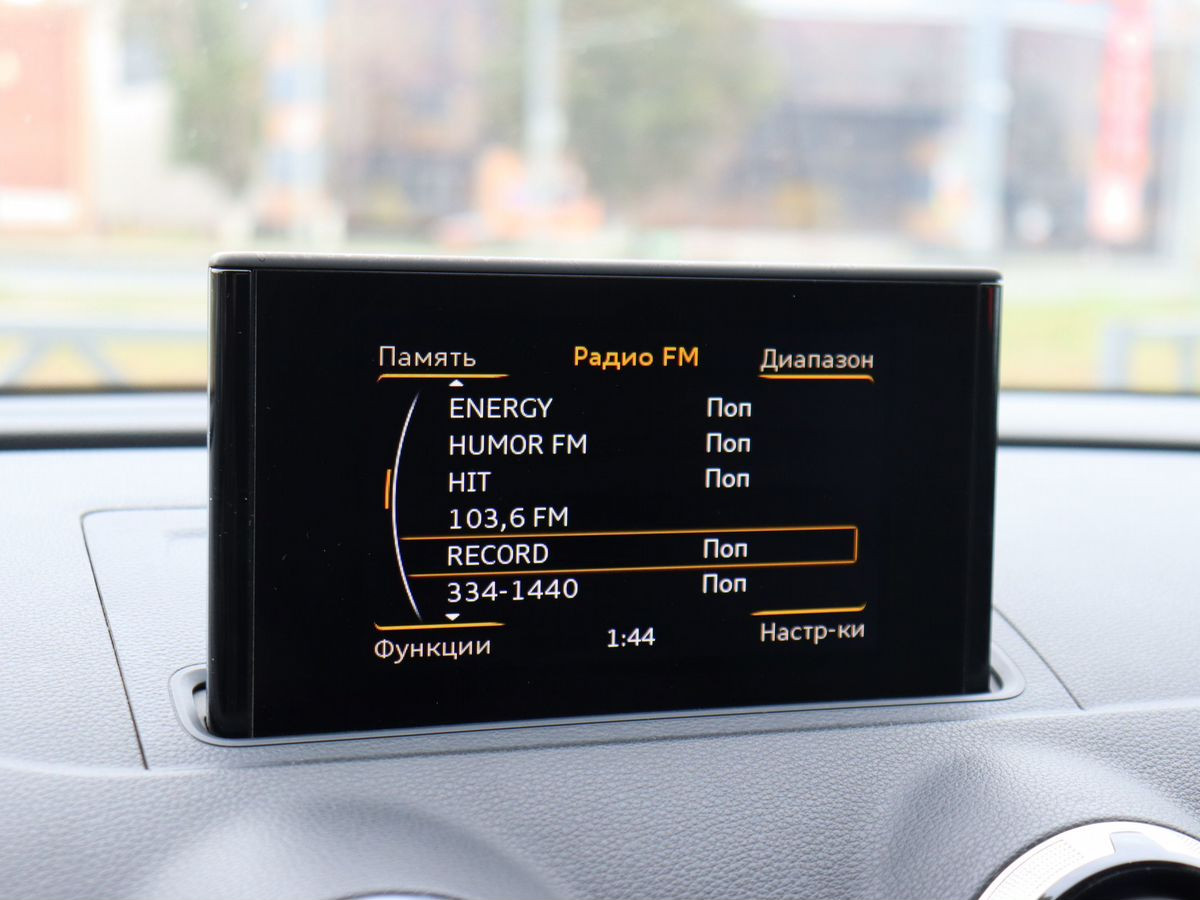 Память Радио FM Диапазон
ENERGY Поп
HUMOR FM Поп
HIT Поп
103,6 FM
RECORD Поп
334-1440 Поп
Функции 1:44 Настр-ки